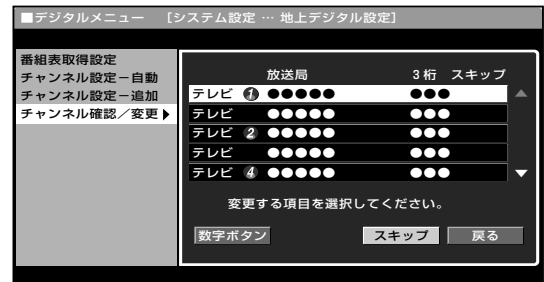 ■デジタルメニュー [システム設定 … 地上デジタル設定]
番組表取得設定
チャンネル設定－自動
チャンネル設定－追加
チャンネル確認／変更▶
放送局 3桁 スキップ
テレビ ❶ ●●●●● ●●● ▲
テレビ ●●●●● ●●●
テレビ ❷ ●●●●● ●●●
テレビ ●●●●● ●●●
テレビ ❹ ●●●●● ●●● ▼
変更する項目を選択してください。
数字ボタン スキップ 戻る